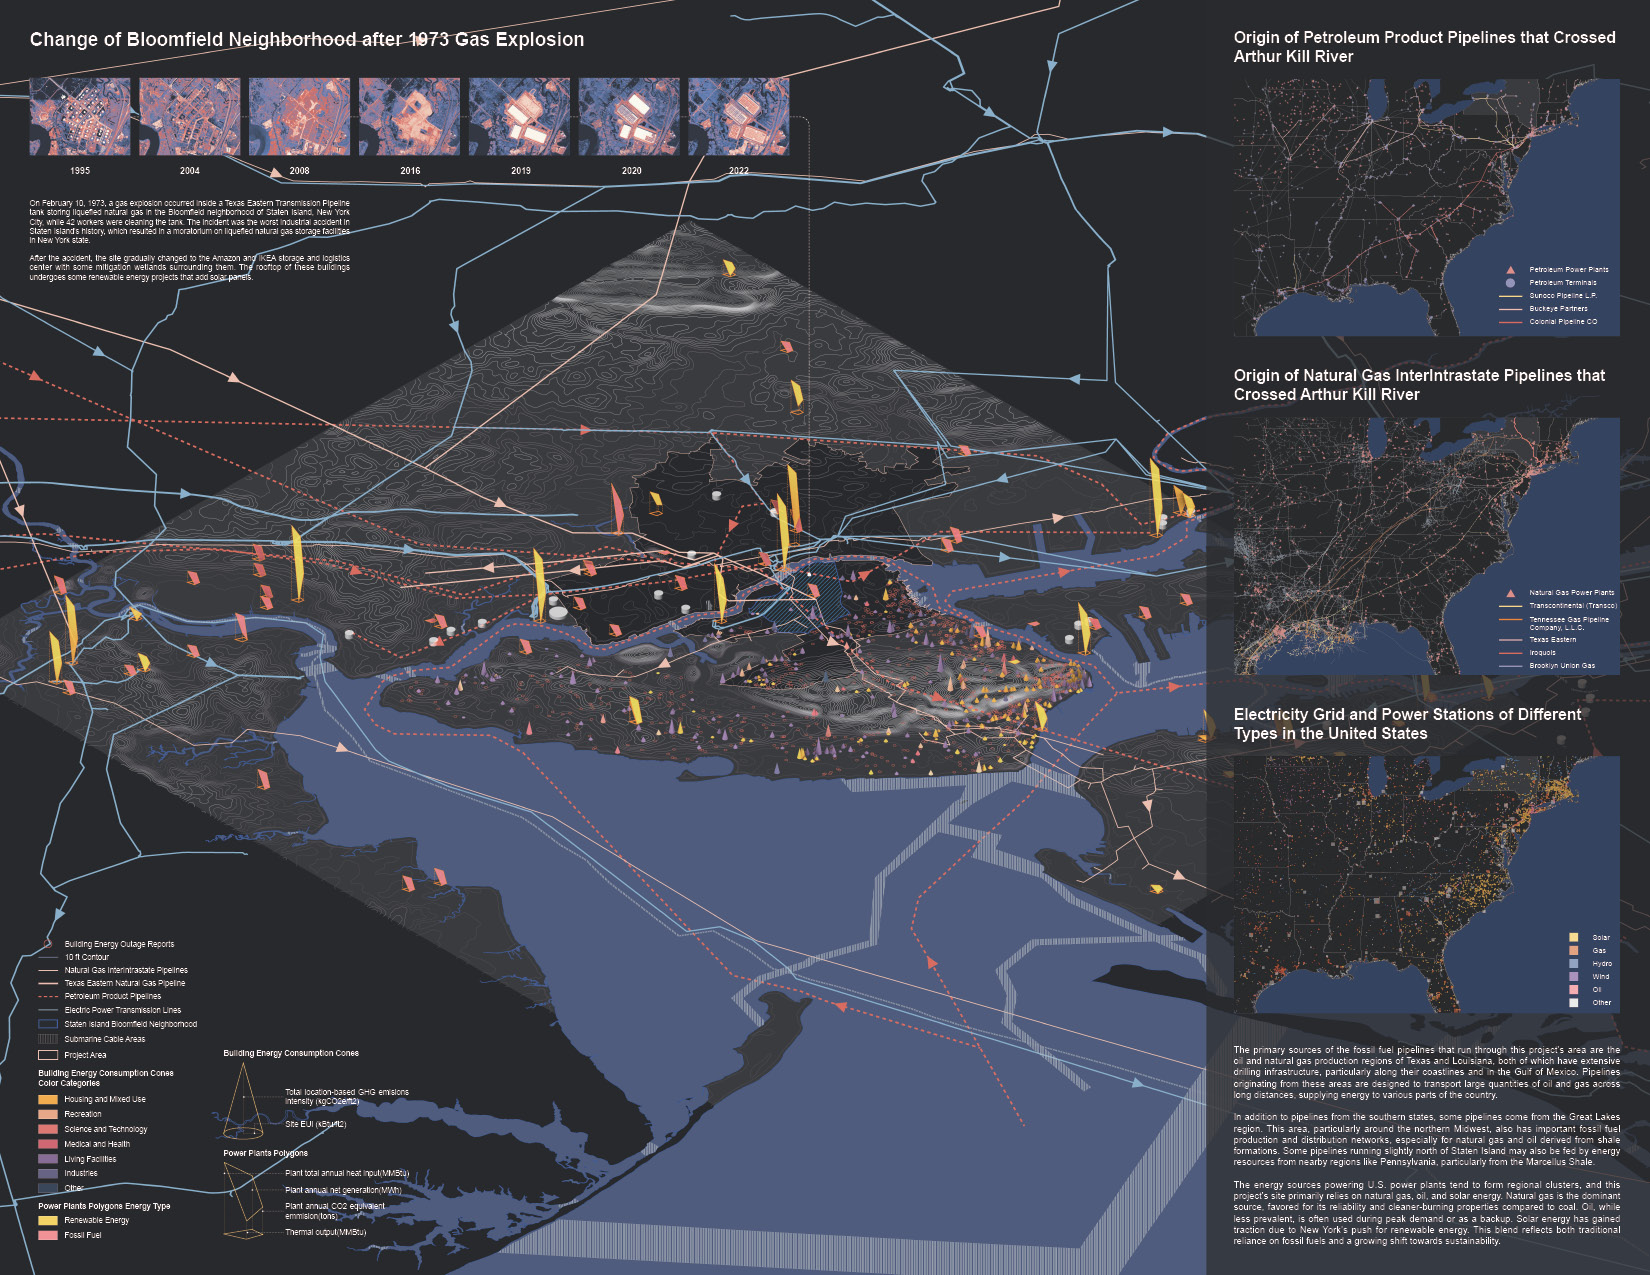 Change of Bloomfield Neighborhood after 1973 Gas Explosion
1995
2004
2008
2016
2019
2020
2022
On February 10, 1973, a gas explosion occurred inside a Texas Eastern Transmission Pipeline
tank storing liquefied natural gas in the Bloomfield neighborhood of Staten Island, New York
City, while 42 workers were cleaning the tank. The incident was the worst industrial accident in
Staten Island's history, which resulted in a moratorium on liquefied natural gas storage facilities
in New York state.
After the accident, the site gradually changed to the Amazon and IKEA storage and logistics
center with some mitigation wetlands surrounding them. The rooftop of these buildings
undergoes some renewable energy projects that add solar panels.
Building Energy Outage Reports
10 ft Contour
Natural Gas InterIntrastate Pipelines
Texas Eastern Natural Gas Pipeline
Petroleum Product Pipelines
Electric Power Transmission Lines
Staten Island Bloomfield Neighborhood
Submarine Cable Areas
Project Area
Building Energy Consumption Cones
Color Categories
Housing and Mixed Use
Recreation
Science and Technology
Medical and Health
Living Facilities
Industries
Other
Power Plants Polygons Energy Type
Renewable Energy
Fossil Fuel
Building Energy Consumption Cones
Total location-based GHG emissions
intensity (kgCO2e/ft2)
Site EUI (kBtu/ft2)
Power Plants Polygons
Plant total annual heat input(MMBtu)
Plant annual net generation(MWh)
Plant annual CO2 equivalent
emmision(tons)
Thermal output(MMBtu)
Origin of Petroleum Product Pipelines that Crossed
Arthur Kill River
Petroleum Power Plants
Petroleum Terminals
Sunoco Pipeline L.P.
Buckeye Partners
Colonial Pipeline CO
Origin of Natural Gas InterIntrastate Pipelines that
Crossed Arthur Kill River
Natural Gas Power Plants
Transcontinental (Transco)
Tennessee Gas Pipeline
Company, L.L.C.
Texas Eastern
Iroquois
Brooklyn Union Gas
Electricity Grid and Power Stations of Different
Types in the United States
Solar
Gas
Hydro
Wind
Oil
Other
The primary sources of the fossil fuel pipelines that run through this project's area are the
oil and natural gas production regions of Texas and Louisiana, both of which have extensive
drilling infrastructure, particularly along their coastlines and in the Gulf of Mexico. Pipelines
originating from these areas are designed to transport large quantities of oil and gas across
long distances, supplying energy to various parts of the country.
In addition to pipelines from the southern states, some pipelines come from the Great Lakes
region. This area, particularly around the northern Midwest, also has important fossil fuel
production and distribution networks, especially for natural gas and oil derived from shale
formations. Some pipelines running slightly north of Staten Island may also be fed by energy
resources from nearby regions like Pennsylvania, particularly from the Marcellus Shale.
The energy sources powering U.S. power plants tend to form regional clusters, and this
project's site primarily relies on natural gas, oil, and solar energy. Natural gas is the dominant
source, favored for its reliability and cleaner-burning properties compared to coal. Oil, while
less prevalent, is often used during peak demand or as a backup. Solar energy has gained
traction due to New York's push for renewable energy. This blend reflects both traditional
reliance on fossil fuels and a growing shift towards sustainability.